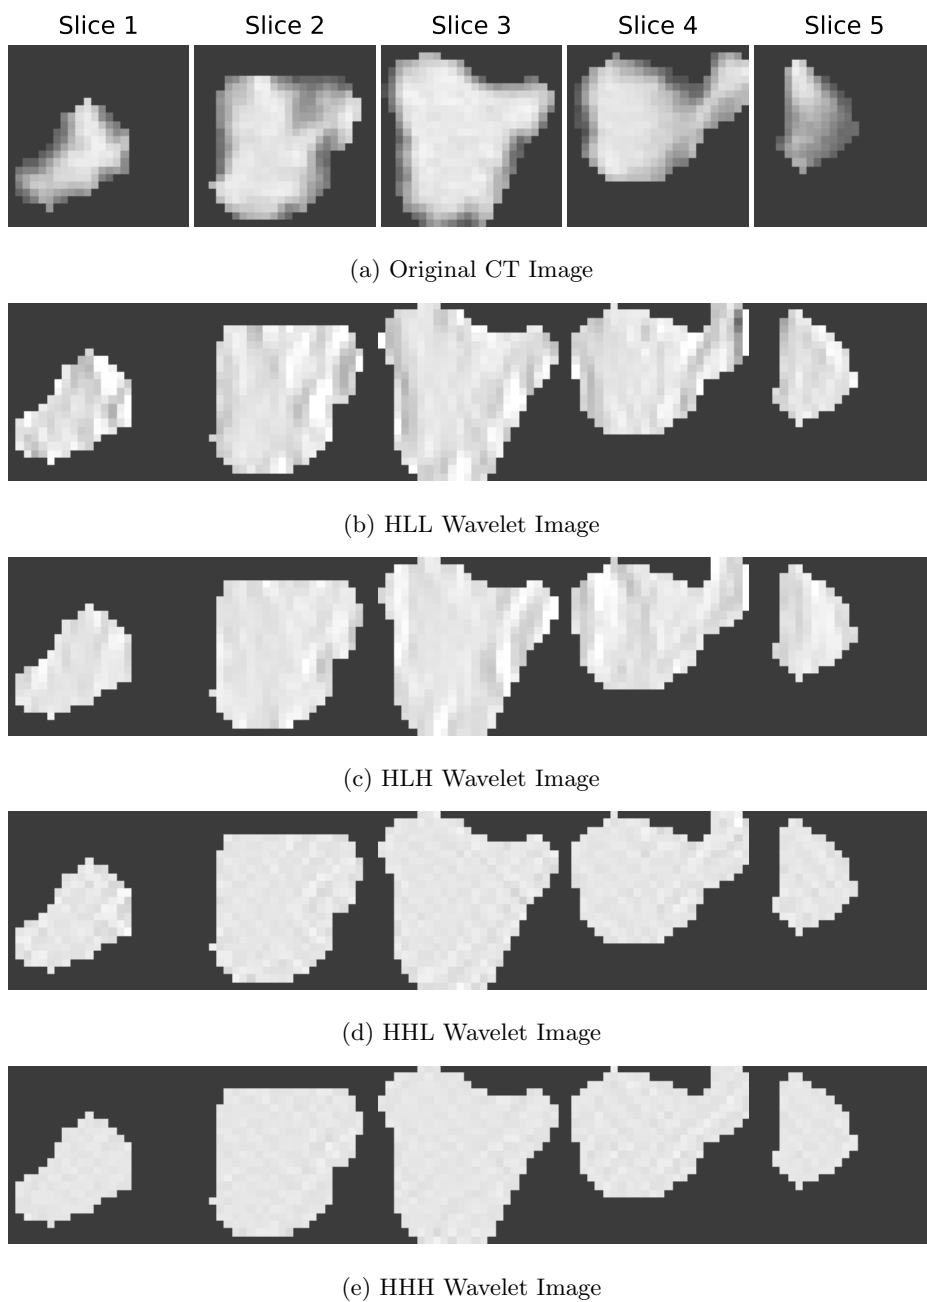 Slice 1 Slice 2 Slice 3 Slice 4 Slice 5
(a) Original CT Image
(b) HLL Wavelet Image
(c) HLH Wavelet Image
(d) HHL Wavelet Image
(e) HHH Wavelet Image